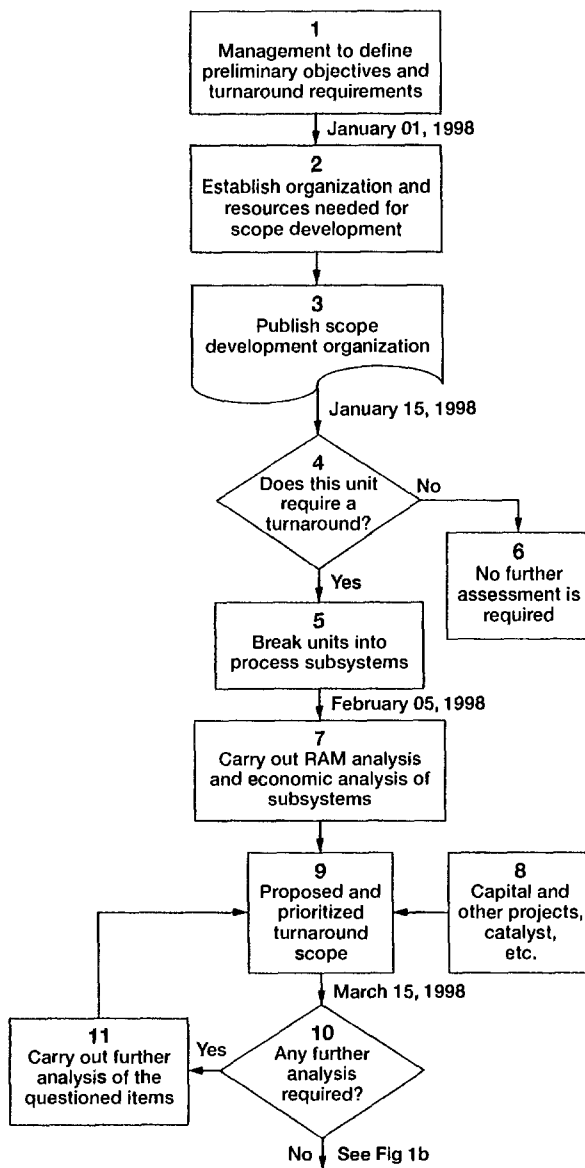 1
Management to define
preliminary objectives and
turnaround requirements
January 01, 1998
2
Establish organization and
resources needed for
scope development
3
Publish scope
development organization
January 15, 1998
4
Does this unit
require a
turnaround?
No
6
No further
assessment is
required
Yes
5
Break units into
process subsystems
February 05, 1998
7
Carry out RAM analysis
and economic analysis of
subsystems
9
Proposed and
prioritized
turnaround
scope
8
Capital and
other projects,
catalyst,
etc.
March 15, 1998
10
Any further
analysis
required?
Yes
11
Carry out further
analysis of the
questioned items
No
See Fig 1b